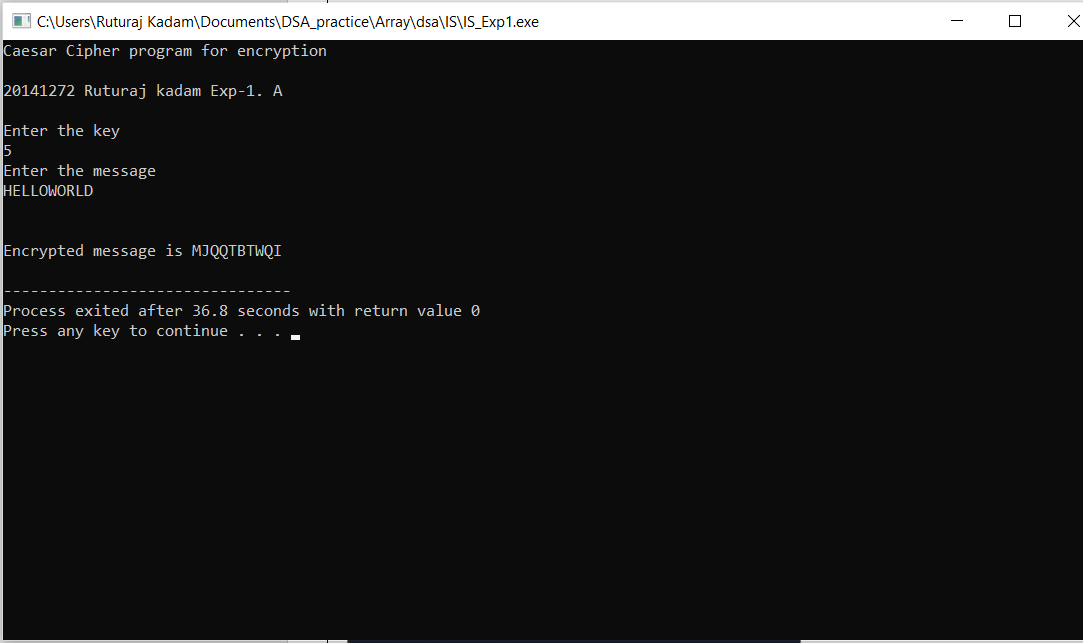 C:\Users\Ruturaj Kadam\Documents\DSA_practice\Array\dsa\IS\IS_Exp1.exe
Caesar Cipher program for encryption
20141272 Ruturaj kadam Exp-1. A
Enter the key
5
Enter the message
HELLOWORLD
Encrypted message is MJQQTBTWQI
--------------------------------
Process exited after 36.8 seconds with return value 0
Press any key to continue . . .